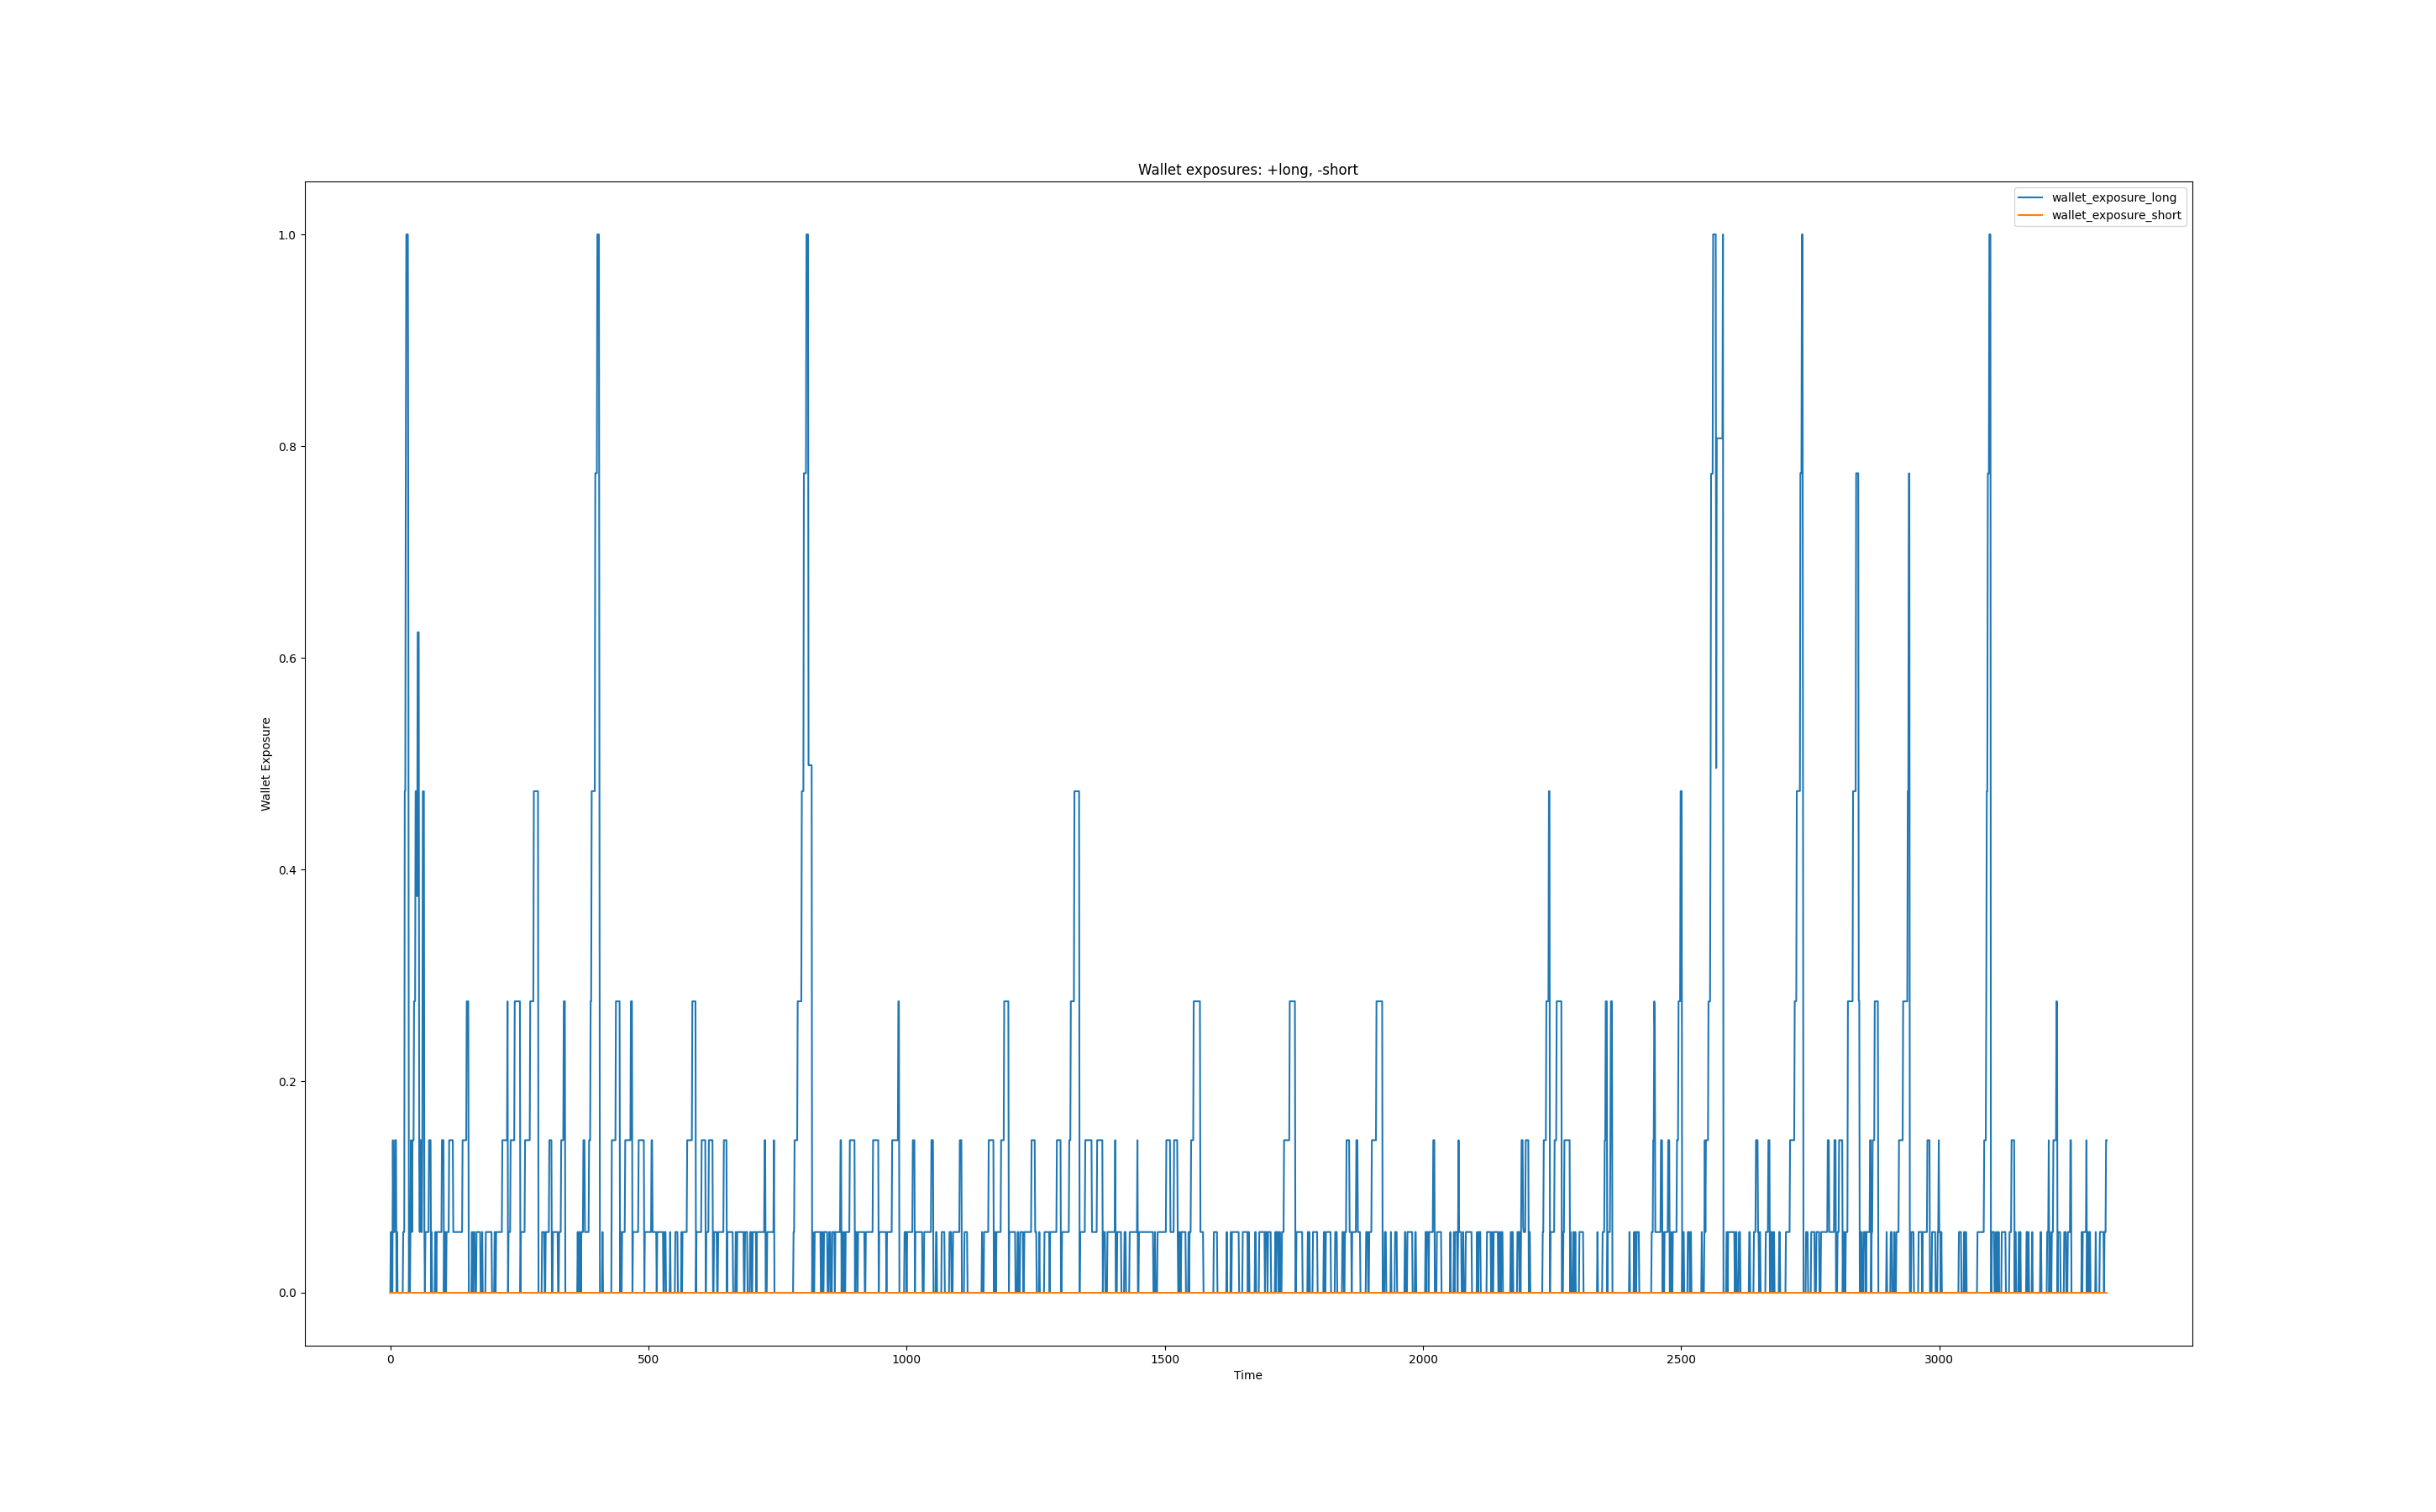 Wallet exposures: +long, -short
wallet_exposure_long
wallet_exposure_short
1.0
0.8
0.6
0.4
0.2
0.0
Wallet Exposure
0 500 1000 1500 2000 2500 3000
Time